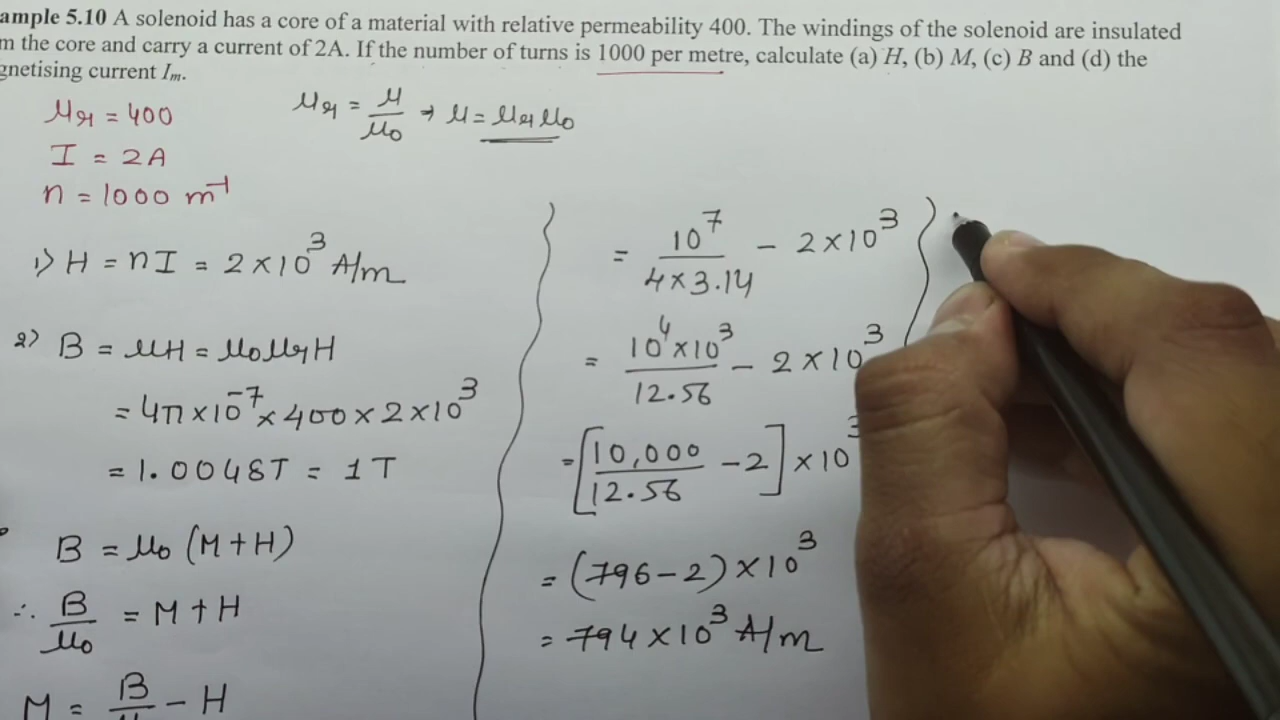 ample 5.10 A solenoid has a core of a material with relative permeability 400. The windings of the solenoid are insulated
m the core and carry a current of 2A. If the number of turns is 1000 per metre, calculate (a) H, (b) M, (c) B and (d) the
gnetising current Im.
μr = 400
μr = μ/μ0 → μ = μr μ0
I = 2A
n = 1000 m⁻¹
1) H = nI = 2×10³ A/m
2) B = μH = μ0μrH
= 4π×10⁻⁷×400×2×10³
= 1.0048T = 1T
B = μ0 (M+H)
∴ B/μ0 = M+H
M = B/μ - H
= 10⁷/4×3.14 - 2×10³
= 10⁴×10³/12.56 - 2×10³
= [10,000/12.56 - 2] ×10³
= (796-2)×10³
= 794×10³ A/m